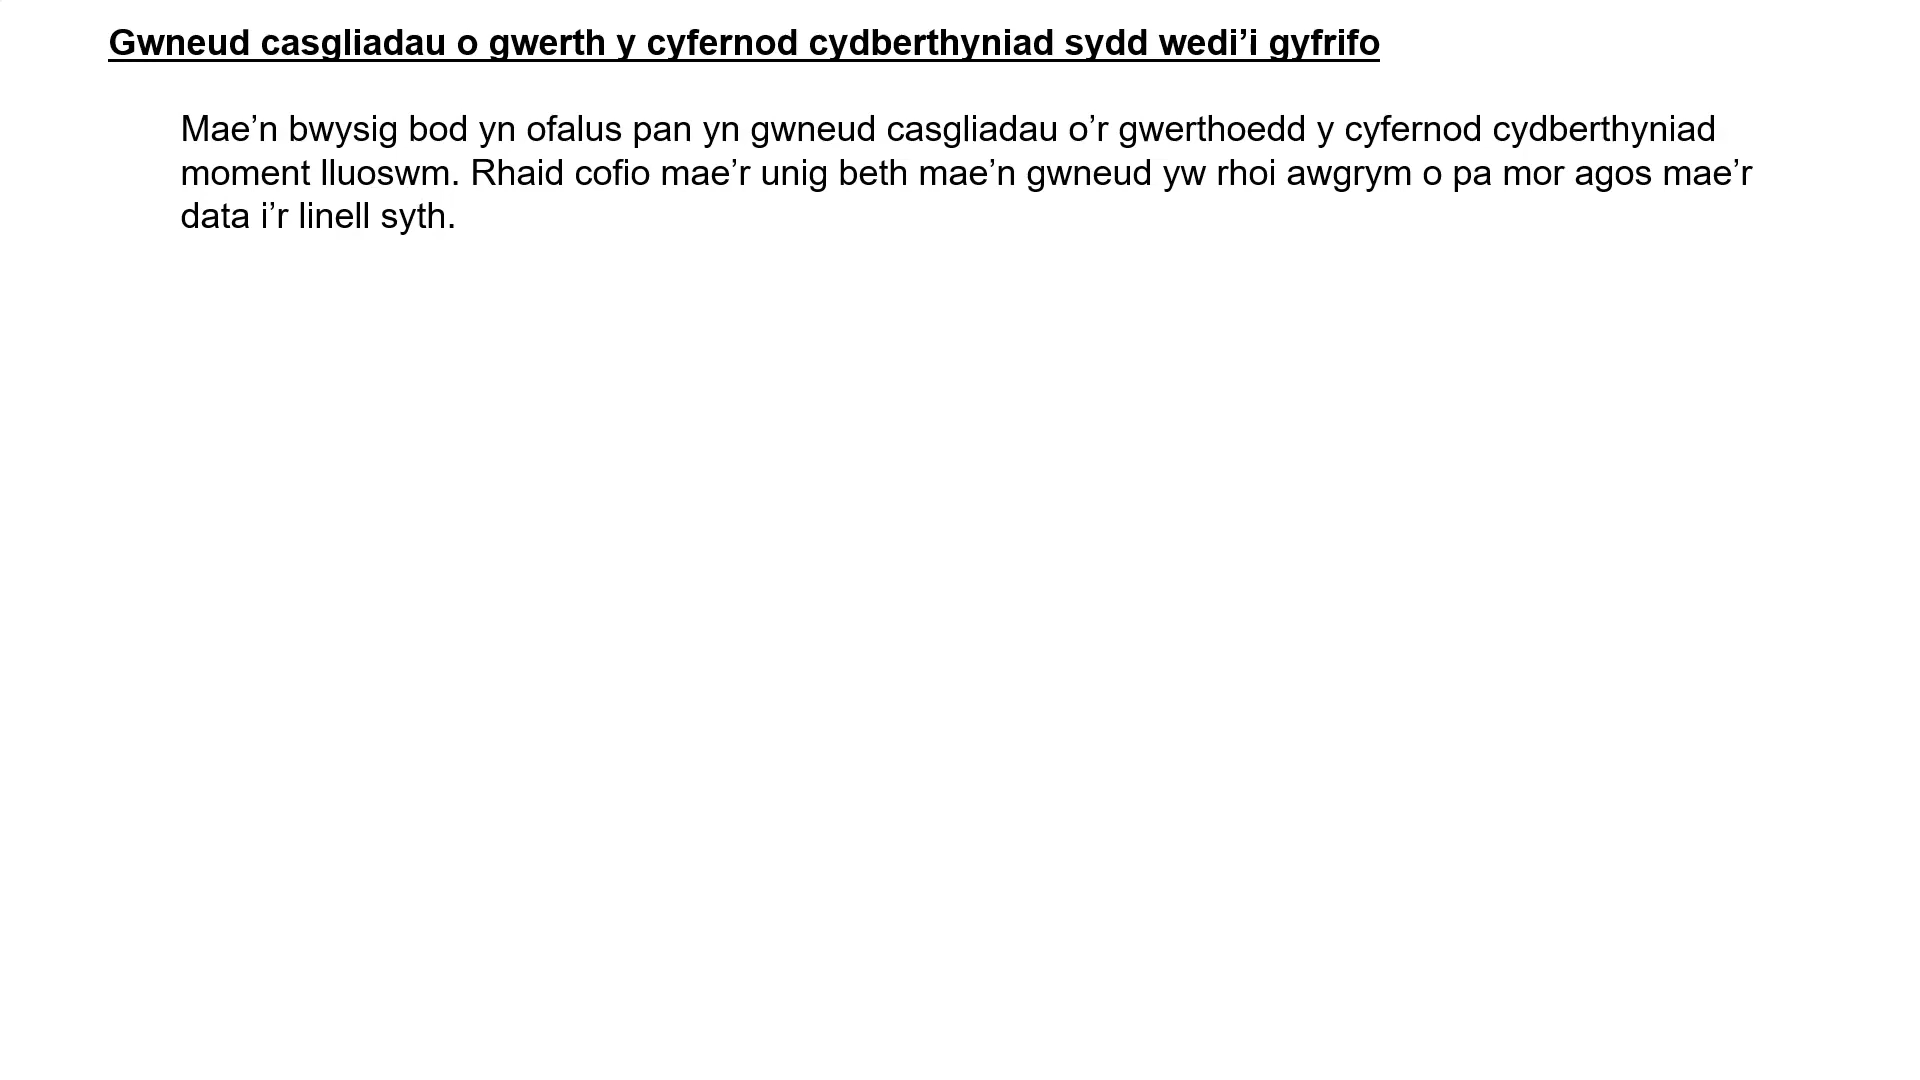 Gwneud casgliadau o gwerth y cyfernod cydberthyniad sydd wedi’i gyfrifo
Mae’n bwysig bod yn ofalus pan yn gwneud casgliadau o’r gwerthoedd y cyfernod cydberthyniad
moment lluoswm. Rhaid cofio mae’r unig beth mae’n gwneud yw rhoi awgrym o pa mor agos mae’r
data i’r linell syth.